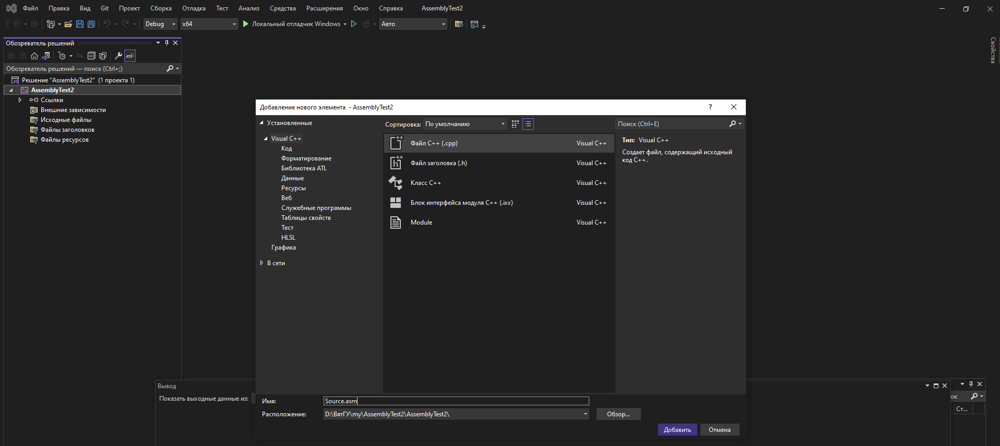 Файл Правка Вид Git Проект Сборка Отладка Тест Анализ Средства Расширения Окно Справка AssemblyTest2
Debug x64 Локальный отладчик Windows Авто
Свойства
Обозреватель решений
Обозреватель решений — поиск (Ctrl+;)
Решение "AssemblyTest2" (1 проекта 1)
AssemblyTest2
Ссылки
Внешние зависимости
Исходные файлы
Файлы заголовков
Файлы ресурсов
Добавление нового элемента - AssemblyTest2
Установленные
Visual C++
Код
Форматирование
Библиотека ATL
Данные
Ресурсы
Веб
Служебные программы
Таблицы свойств
Тест
HLSL
Графика
В сети
Сортировка: По умолчанию
Поиск (Ctrl+E)
Файл C++ (.cpp) Visual C++
Файл заголовка (.h) Visual C++
Класс C++ Visual C++
Блок интерфейса модуля C++ (.ixx) Visual C++
Module Visual C++
Тип: Visual C++
Создает файл, содержащий исходный
код C++.
Имя: Source.asm
Расположение: D:\ВятГУ\my\AssemblyTest2\AssemblyTest2\
Обзор...
Добавить Отмена
Вывод
Показать выходные данные из:
ок
Ст...